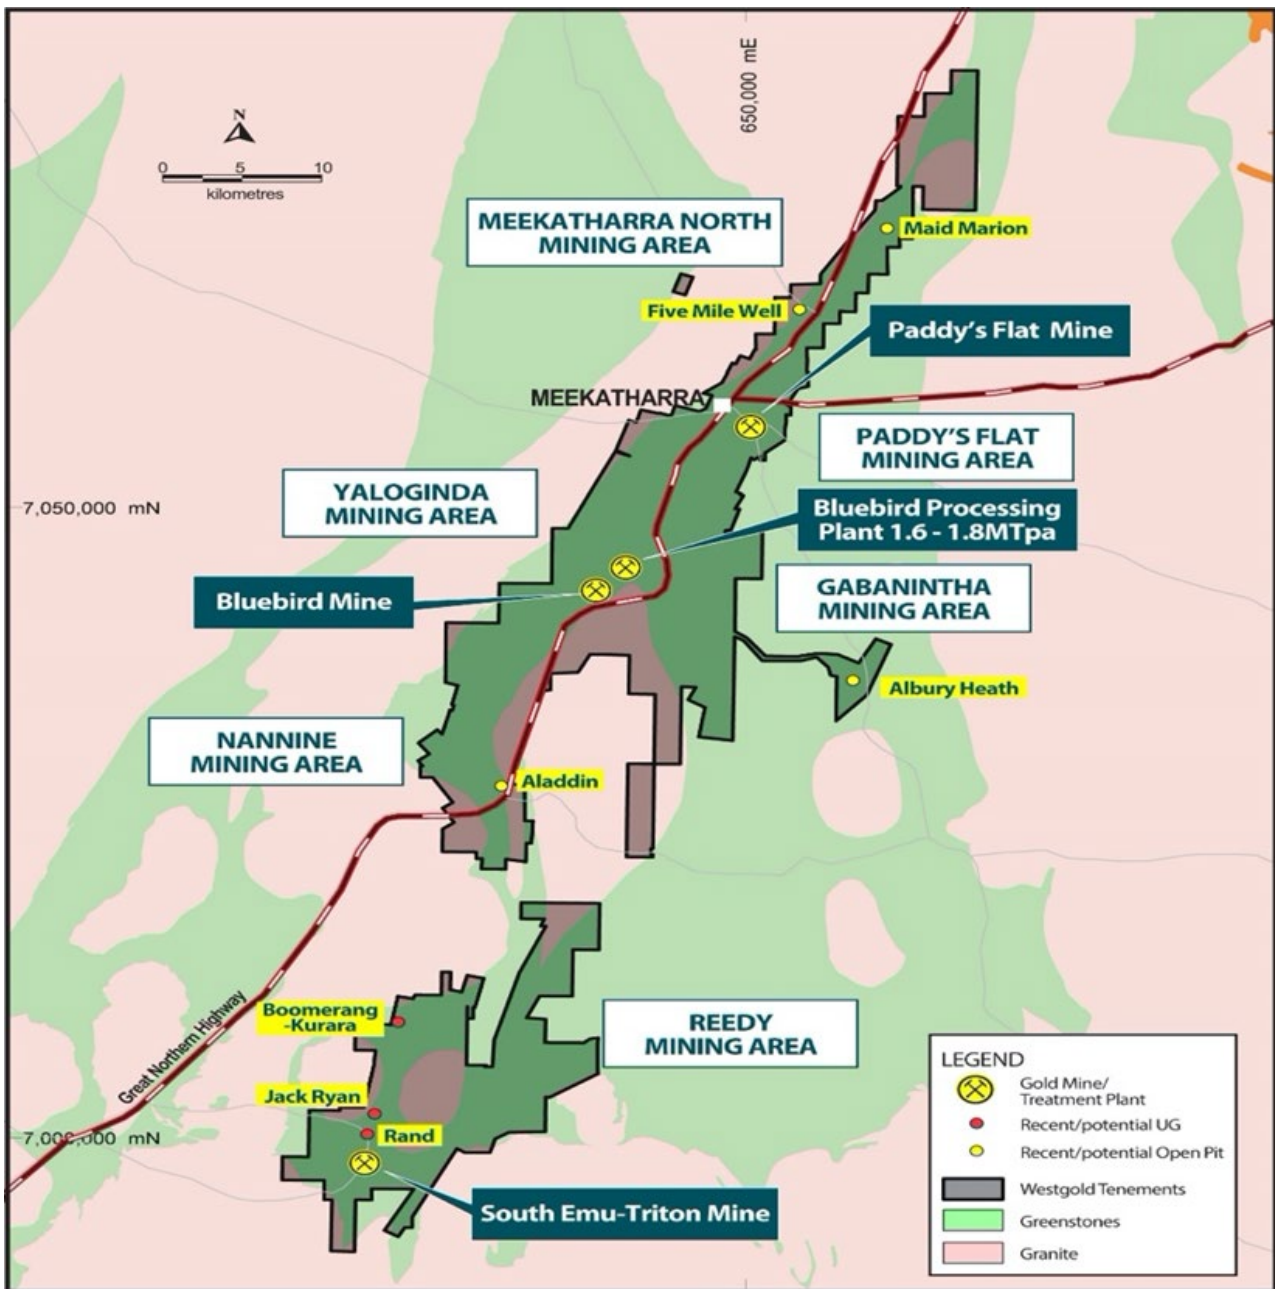 650,000 mE
N
0 5 10
kilometres
MEEKATHARRA NORTH
MINING AREA
Maid Marion
Five Mile Well
Paddy's Flat Mine
MEEKATHARRA
PADDY'S FLAT
MINING AREA
YALOGINDA
MINING AREA
7,050,000 mN
Bluebird Processing
Plant 1.6 - 1.8MTpa
Bluebird Mine
GABANINTHA
MINING AREA
Albury Heath
NANNINE
MINING AREA
Aladdin
Great Northern Highway
Boomerang
-Kurara
REEDY
MINING AREA
Jack Ryan
Rand
7,000,000 mN
South Emu-Triton Mine
LEGEND
Gold Mine/
Treatment Plant
Recent/potential UG
Recent/potential Open Pit
Westgold Tenements
Greenstones
Granite